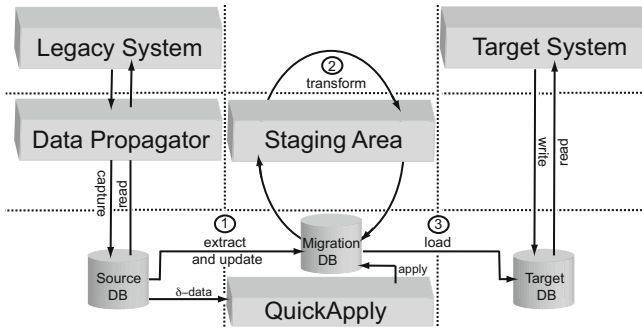 Legacy System
Target System
2
transform
Data Propagator
Staging Area
capture
read
write
read
1
extract
and update
Migration
DB
3
load
Source
DB
Target
DB
apply
δ-data
QuickApply